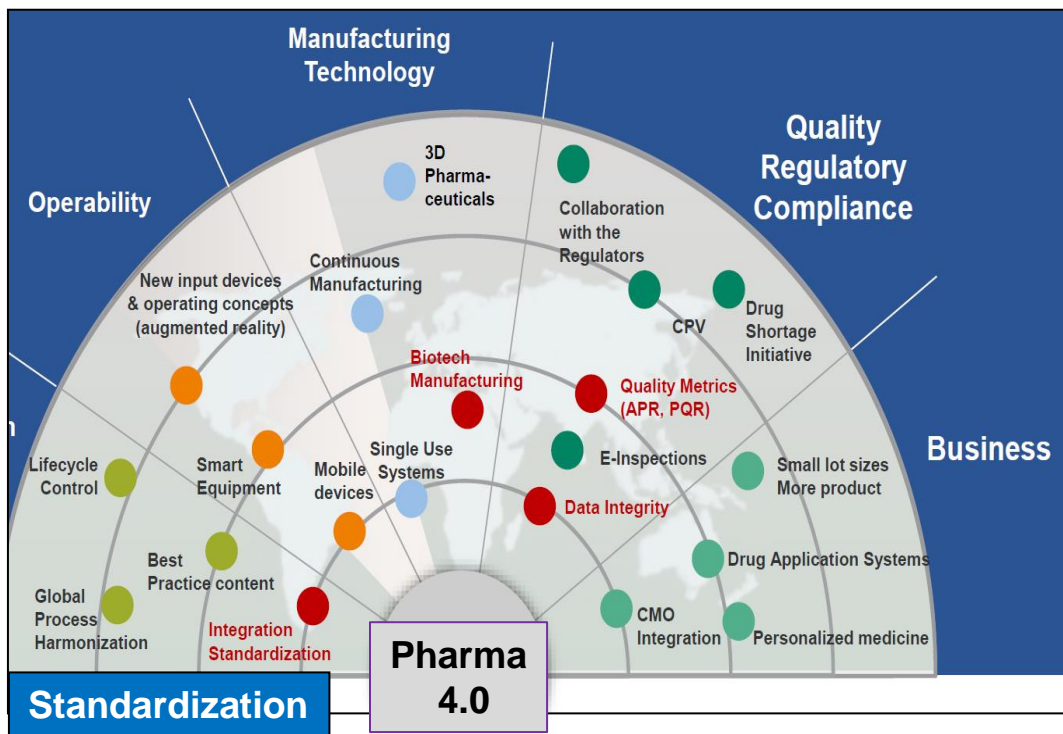 Manufacturing
Technology
Quality
Regulatory
Compliance
Operability
Business
n
3D
Pharma-
ceuticals
Collaboration
with the
Regulators
New input devices
& operating concepts
(augmented reality)
Continuous
Manufacturing
CPV
Drug
Shortage
Initiative
Biotech
Manufacturing
Quality Metrics
(APR, PQR)
Lifecycle
Control
Smart
Equipment
Mobile
devices
Single Use
Systems
E-Inspections
Small lot sizes
More product
Data Integrity
Best
Practice content
Drug Application Systems
Global
Process
Harmonization
Integration
Standardization
CMO
Integration
Personalized medicine
Pharma
4.0
Standardization